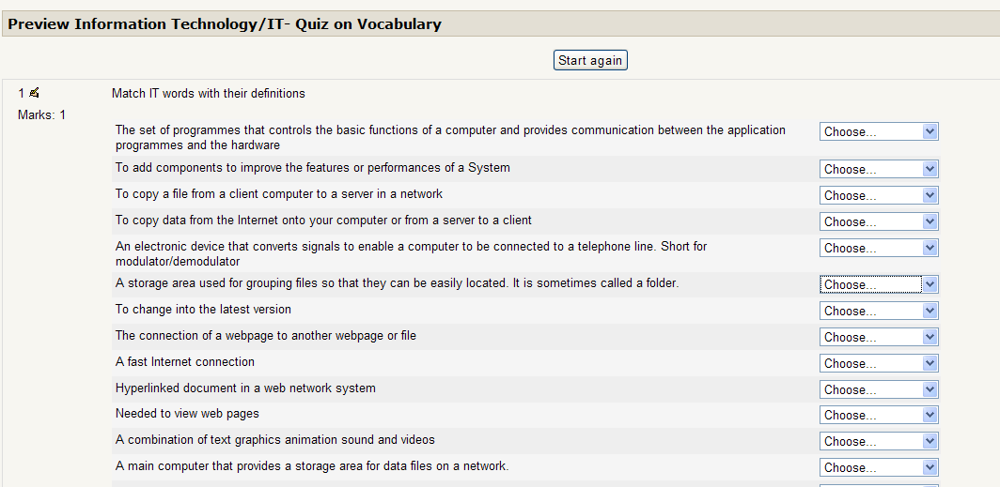 Preview Information Technology/IT- Quiz on Vocabulary
Start again
1
Match IT words with their definitions
Marks: 1
The set of programmes that controls the basic functions of a computer and provides communication between the application
programmes and the hardware
Choose...
To add components to improve the features or performances of a System
Choose...
To copy a file from a client computer to a server in a network
Choose...
To copy data from the Internet onto your computer or from a server to a client
Choose...
An electronic device that converts signals to enable a computer to be connected to a telephone line. Short for
modulator/demodulator
Choose...
A storage area used for grouping files so that they can be easily located. It is sometimes called a folder.
Choose...
To change into the latest version
Choose...
The connection of a webpage to another webpage or file
Choose...
A fast Internet connection
Choose...
Hyperlinked document in a web network system
Choose...
Needed to view web pages
Choose...
A combination of text graphics animation sound and videos
Choose...
A main computer that provides a storage area for data files on a network.
Choose...